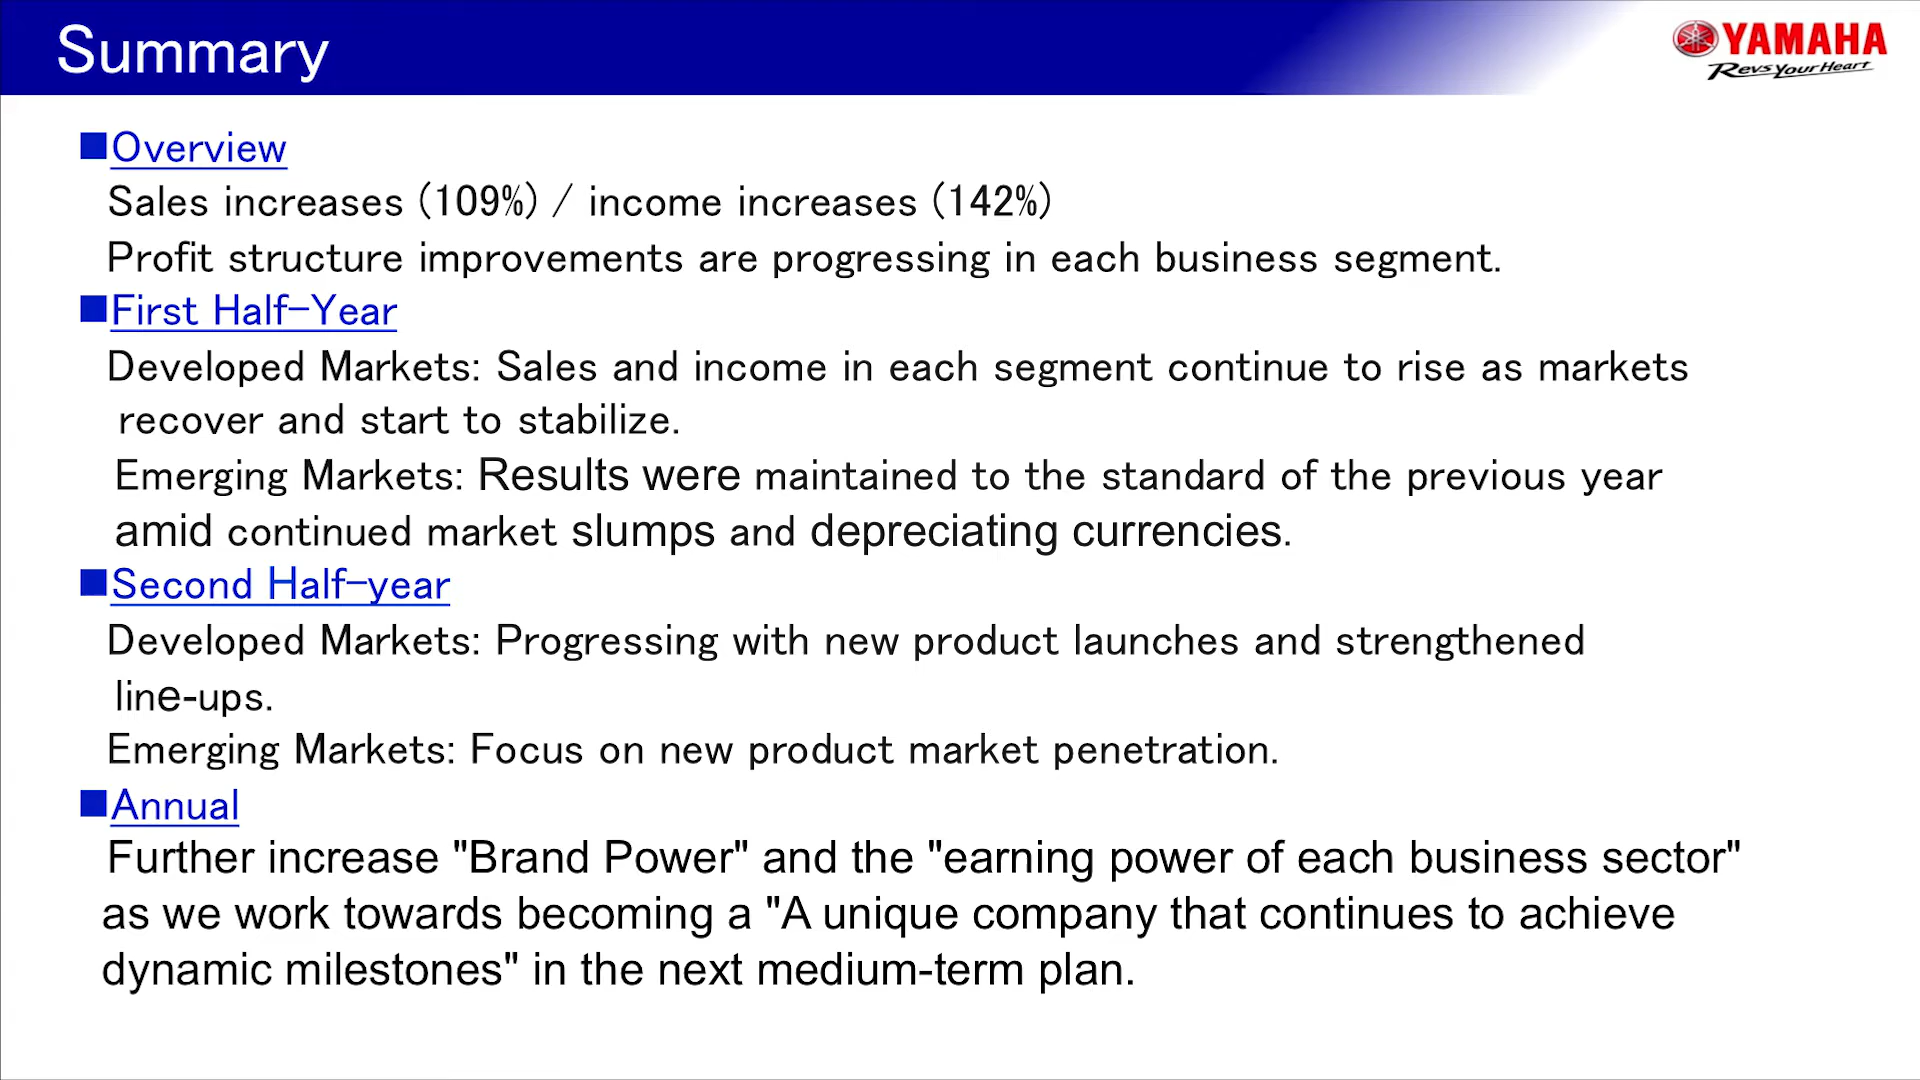 Summary
YAMAHA
Revs Your Heart
■Overview
Sales increases (109%) / income increases (142%)
Profit structure improvements are progressing in each business segment.
■First Half-Year
Developed Markets: Sales and income in each segment continue to rise as markets
recover and start to stabilize.
Emerging Markets: Results were maintained to the standard of the previous year
amid continued market slumps and depreciating currencies.
■Second Half-year
Developed Markets: Progressing with new product launches and strengthened
line-ups.
Emerging Markets: Focus on new product market penetration.
■Annual
Further increase "Brand Power" and the "earning power of each business sector"
as we work towards becoming a "A unique company that continues to achieve
dynamic milestones" in the next medium-term plan.